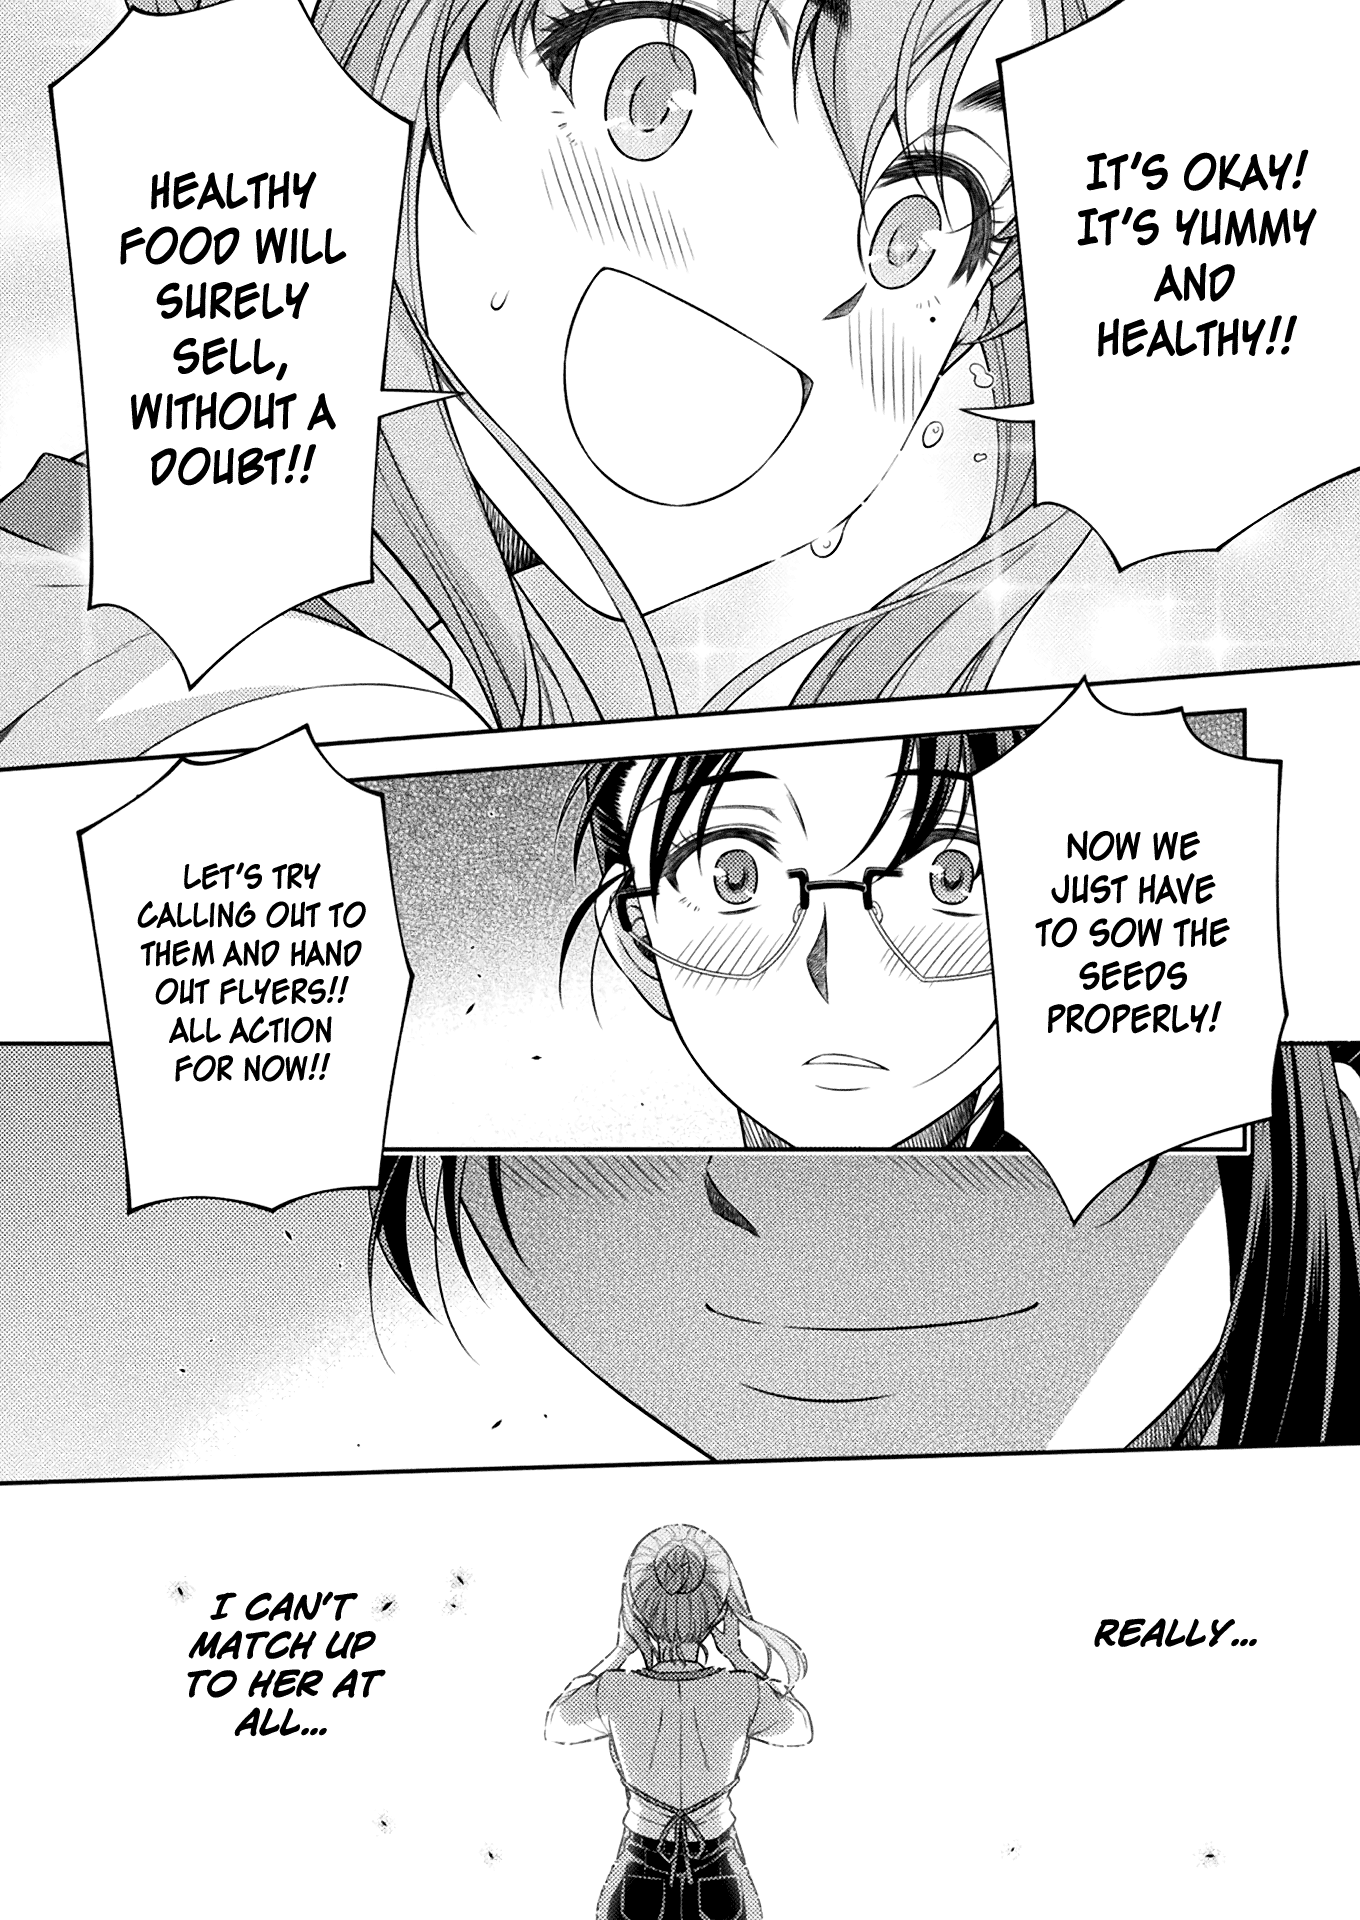 IT'S OKAY!
IT'S YUMMY
AND
HEALTHY!!
HEALTHY
FOOD WILL
SURELY
SELL,
WITHOUT A
DOUBT!!
NOW WE
JUST HAVE
TO SOW THE
SEEDS
PROPERLY!
LET'S TRY
CALLING OUT TO
THEM AND HAND
OUT FLYERS!!
ALL ACTION
FOR NOW!!
REALLY...
I CAN'T
MATCH UP
TO HER AT
ALL...